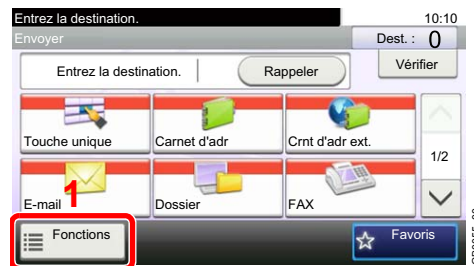 Entrez la destination.
10:10
Envoyer
Dest. : 0
Entrez la destination.
Rappeler
Vérifier
Touche unique
Carnet d'adr
Crnt d'adr ext.
1/2
E-mail
1
Dossier
FAX
Fonctions
Favoris